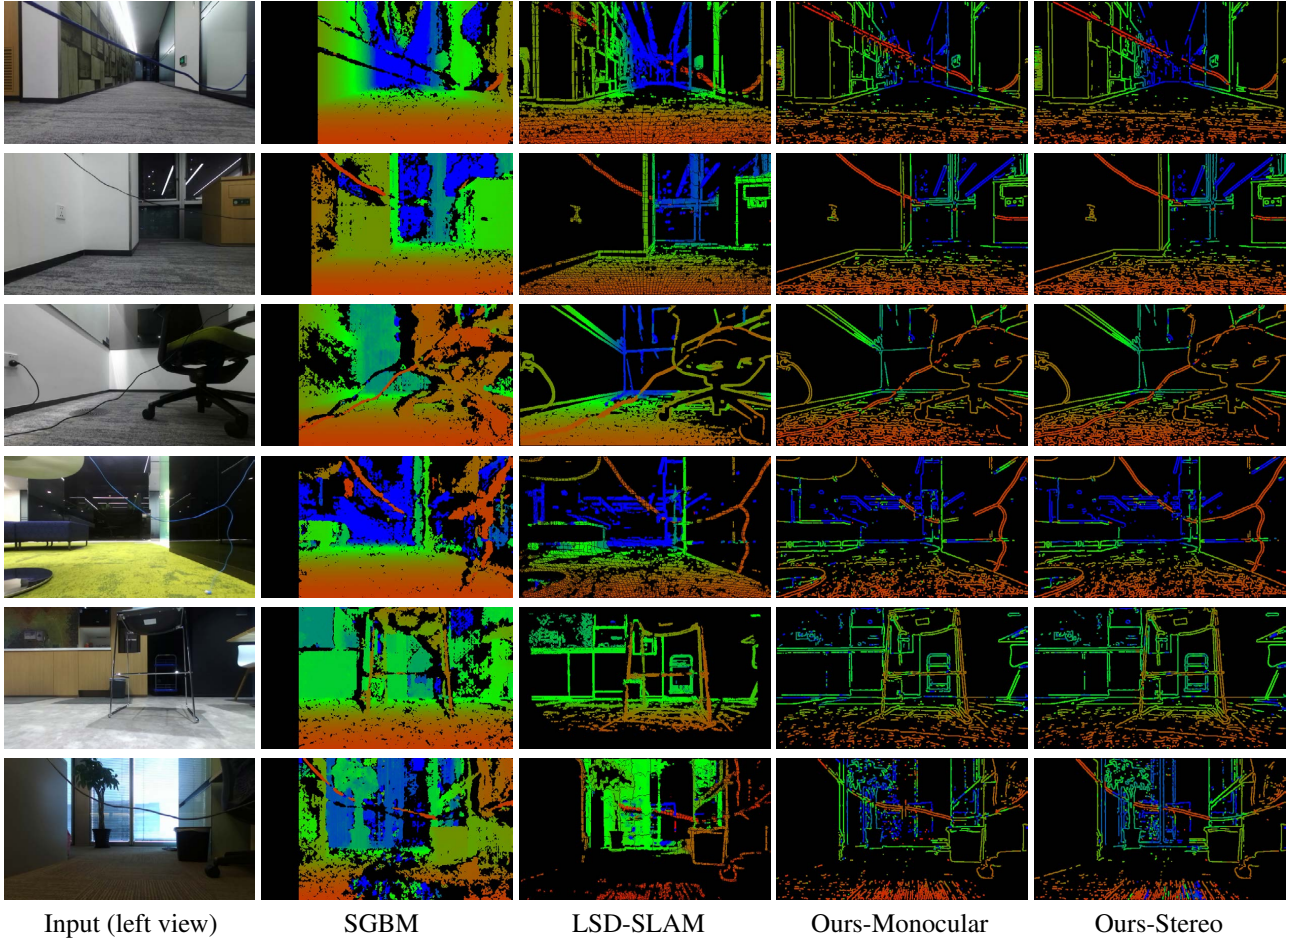 Input (left view)
SGBM
LSD-SLAM
Ours-Monocular
Ours-Stereo